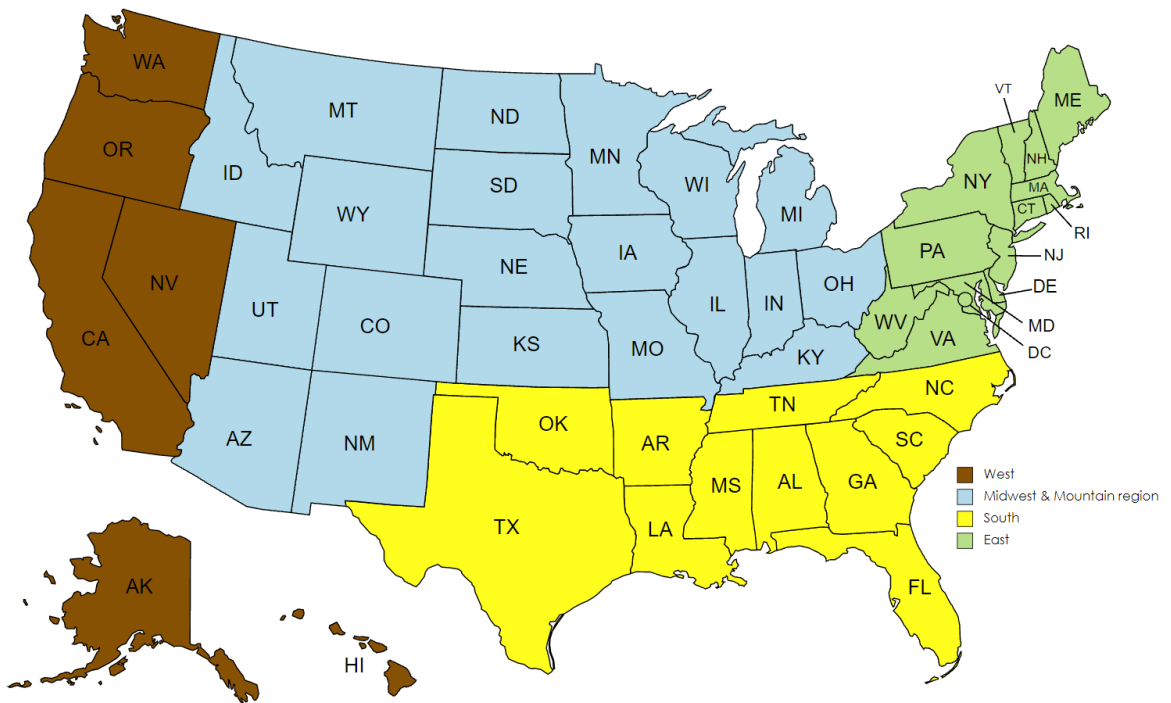 WA
OR
CA
NV
ID
MT
WY
UT
CO
AZ
NM
ND
SD
NE
KS
MN
IA
MO
WI
IL
MI
IN
OH
KY
OK
TX
AR
LA
TN
MS
AL
GA
FL
NC
SC
VA
WV
PA
NY
VT
ME
NH
MA
CT
RI
NJ
DE
MD
DC
AK
HI
West
Midwest & Mountain region
South
East